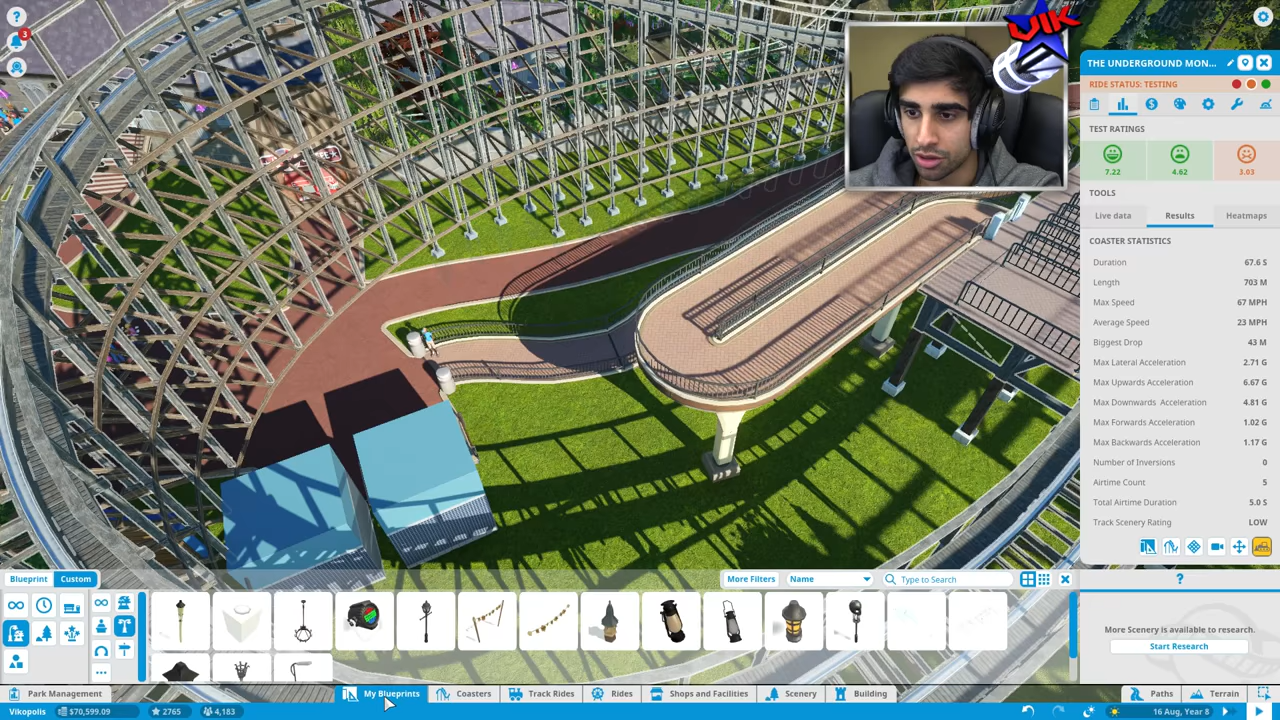 ?
3
VIK
THE UNDERGROUND MON...
RIDE STATUS: TESTING
TEST RATINGS
7.22 4.62 3.03
TOOLS
Live data Results Heatmaps
COASTER STATISTICS
Duration 67.6 S
Length 703 M
Max Speed 67 MPH
Average Speed 23 MPH
Biggest Drop 43 M
Max Lateral Acceleration 2.71 G
Max Upwards Acceleration 6.67 G
Max Downwards Acceleration 4.81 G
Max Forwards Acceleration 1.02 G
Max Backwards Acceleration 1.17 G
Number of Inversions 0
Airtime Count 5
Total Airtime Duration 5.0 S
Track Scenery Rating LOW
Blueprint Custom More Filters Name Type to Search
?
More Scenery is available to research.
Start Research
Park Management My Blueprints Coasters Track Rides Rides Shops and Facilities Scenery Building Paths Terrain
Vikopolis $70,599.09 2765 4,183 16 Aug, Year 8